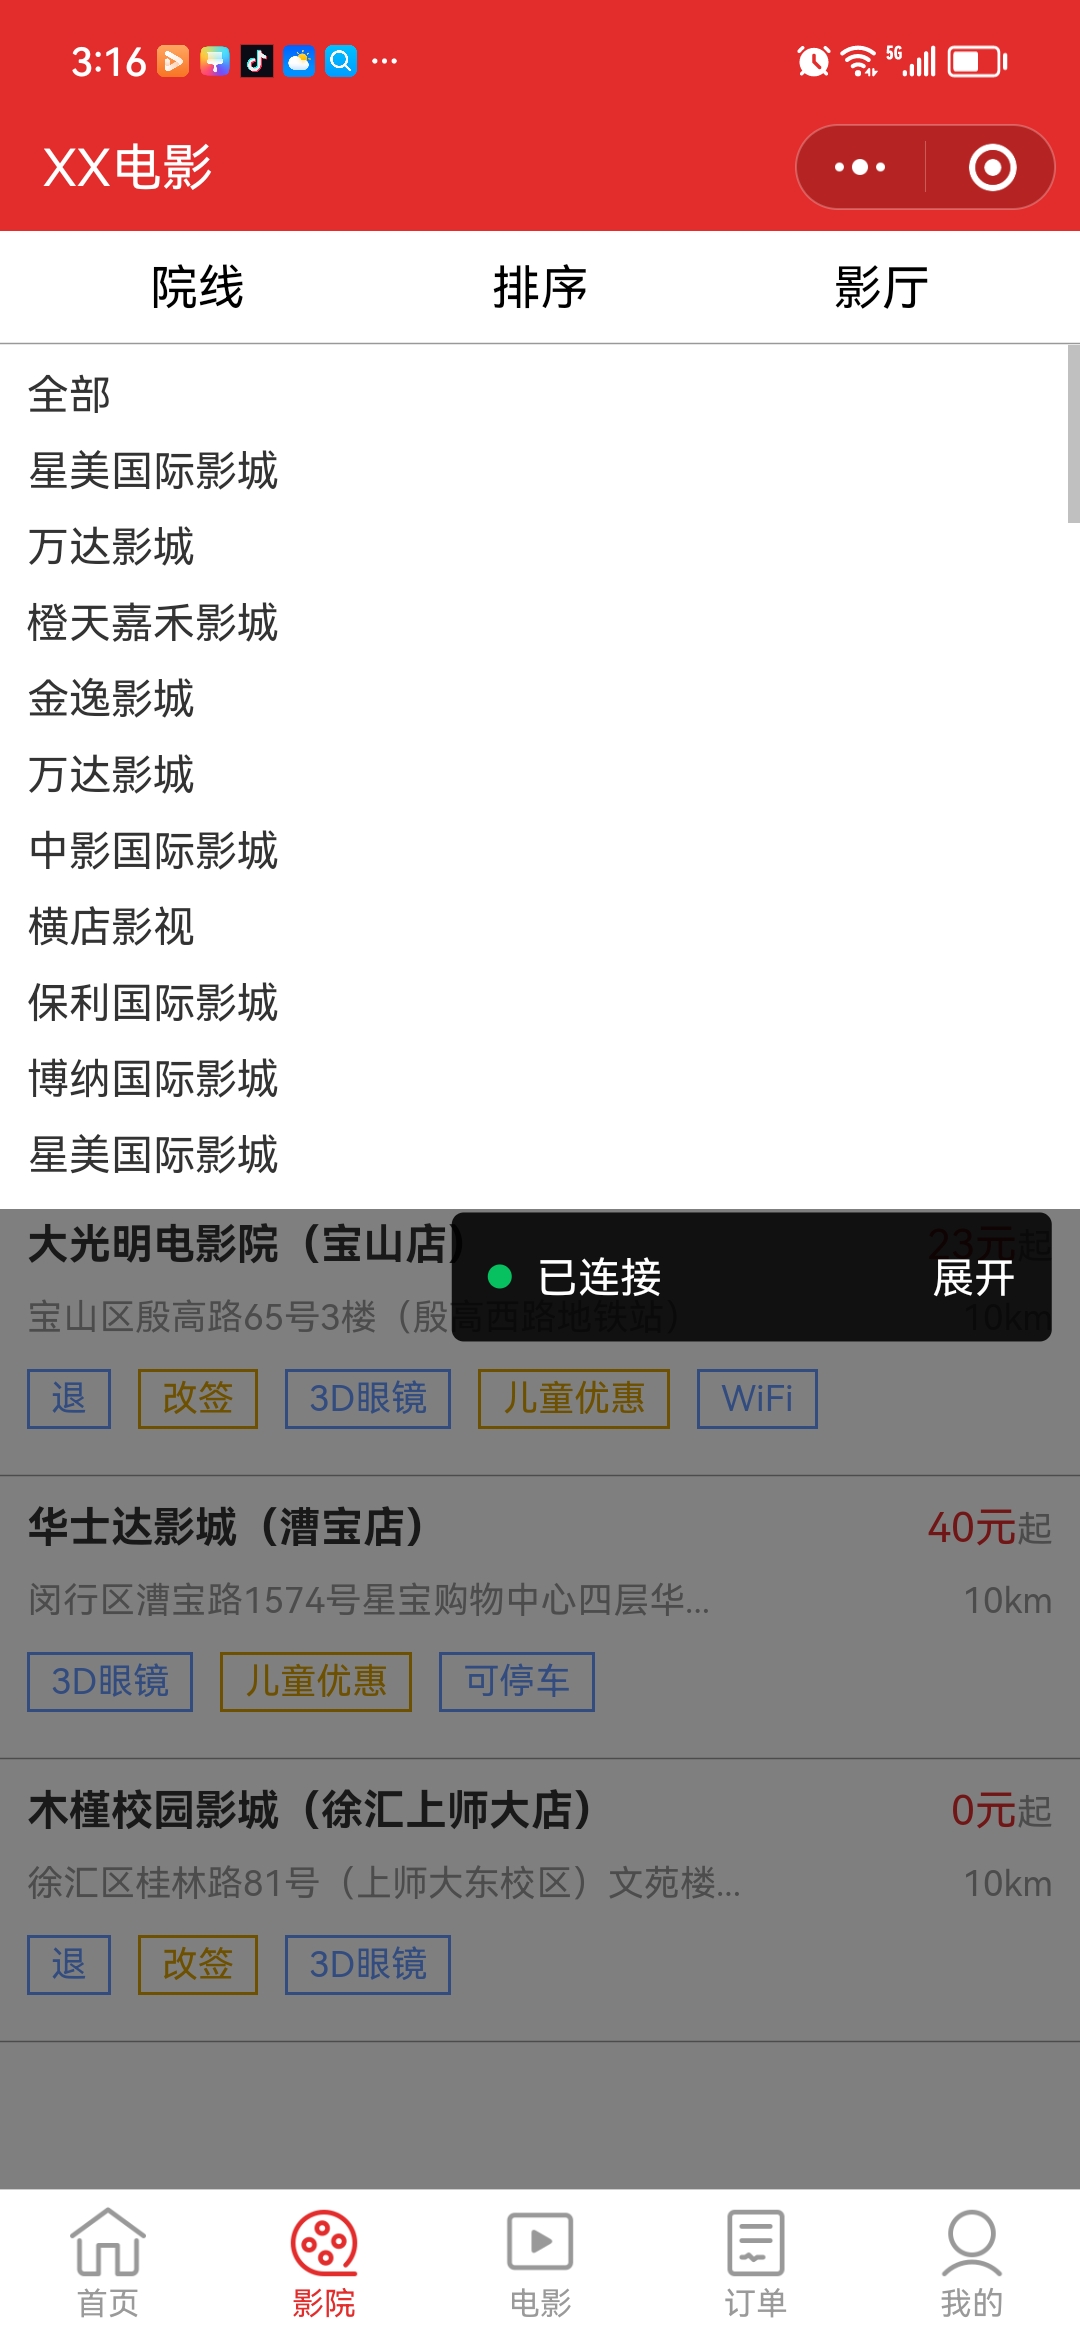 3:16 5G
XX电影
院线 排序 影厅
全部
星美国际影城
万达影城
橙天嘉禾影城
金逸影城
万达影城
中影国际影城
横店影视
保利国际影城
博纳国际影城
星美国际影城
大光明电影院（宝山店） 23元起
已连接 展开
宝山区殷高路65号3楼（殷高西路地铁站） 10km
退 改签 3D眼镜 儿童优惠 WiFi
华士达影城（漕宝店） 40元起
闵行区漕宝路1574号星宝购物中心四层华... 10km
3D眼镜 儿童优惠 可停车
木槿校园影城（徐汇上师大店） 0元起
徐汇区桂林路81号（上师大东校区）文苑楼... 10km
退 改签 3D眼镜
首页 影院 电影 订单 我的